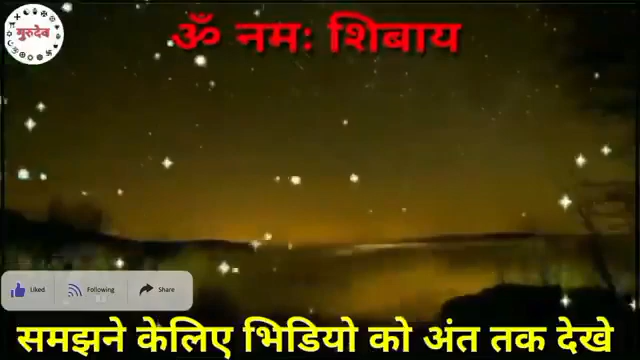 गुरुदेव
ॐ नमः शिबाय
Liked Following Share
समझने केलिए भिडियो को अंत तक देखे